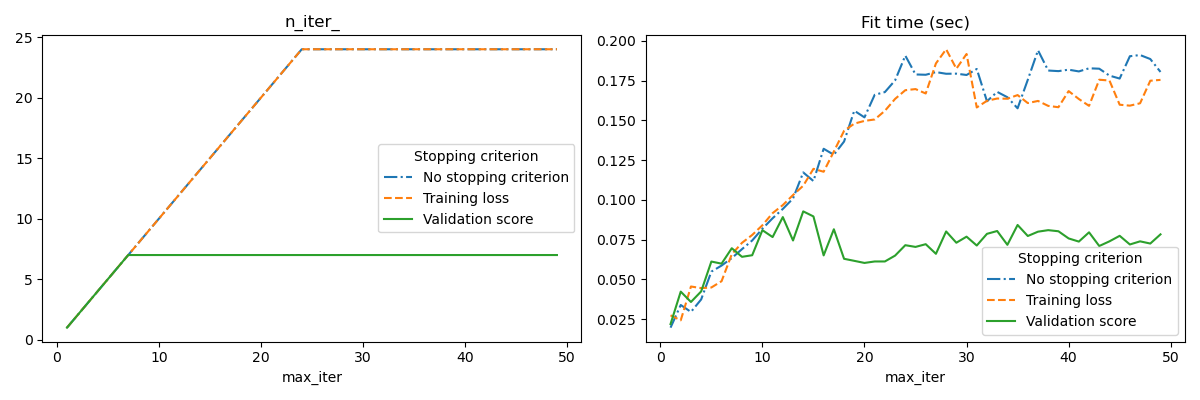 n_iter_
25
20
15
10
5
0
0
10
20
30
40
50
max_iter
Stopping criterion
No stopping criterion
Training loss
Validation score
Fit time (sec)
0.200
0.175
0.150
0.125
0.100
0.075
0.050
0.025
0
10
20
30
40
50
max_iter
Stopping criterion
No stopping criterion
Training loss
Validation score